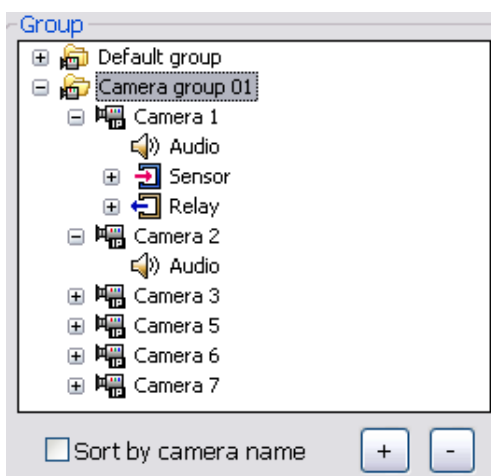 Group
Default group
Camera group 01
Camera 1
Audio
Sensor
Relay
Camera 2
Audio
Camera 3
Camera 5
Camera 6
Camera 7
Sort by camera name + -